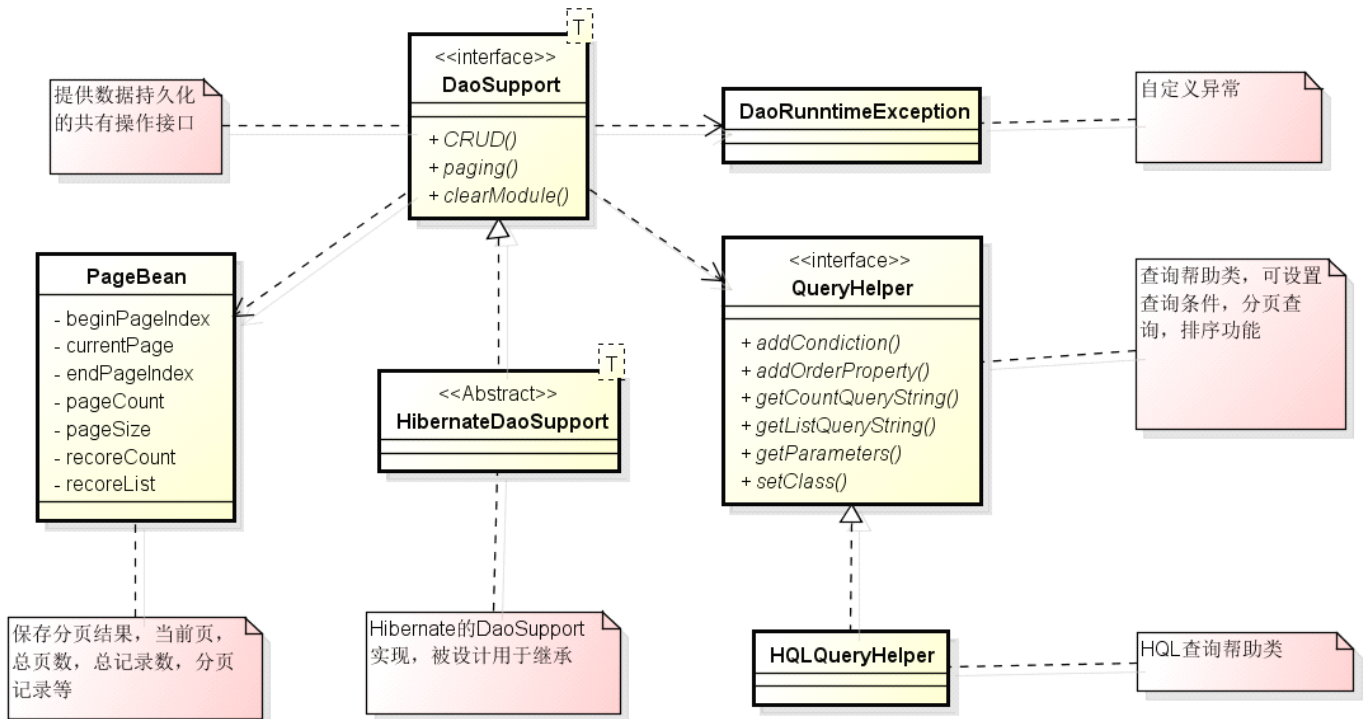 T
<<interface>>
DaoSupport
+ CRUD()
+ paging()
+ clearModule()
提供数据持久化
的共有操作接口
DaoRunntimeException
自定义异常
PageBean
- beginPageIndex
- currentPage
- endPageIndex
- pageCount
- pageSize
- recoreCount
- recoreList
<<interface>>
QueryHelper
+ addCondiction()
+ addOrderProperty()
+ getCountQueryString()
+ getListQueryString()
+ getParameters()
+ setClass()
查询帮助类，可设置
查询条件，分页查
询，排序功能
T
<<Abstract>>
HibernateDaoSupport
保存分页结果，当前页，
总页数，总记录数，分页
记录等
Hibernate的DaoSupport
实现，被设计用于继承
HQLQueryHelper
HQL查询帮助类